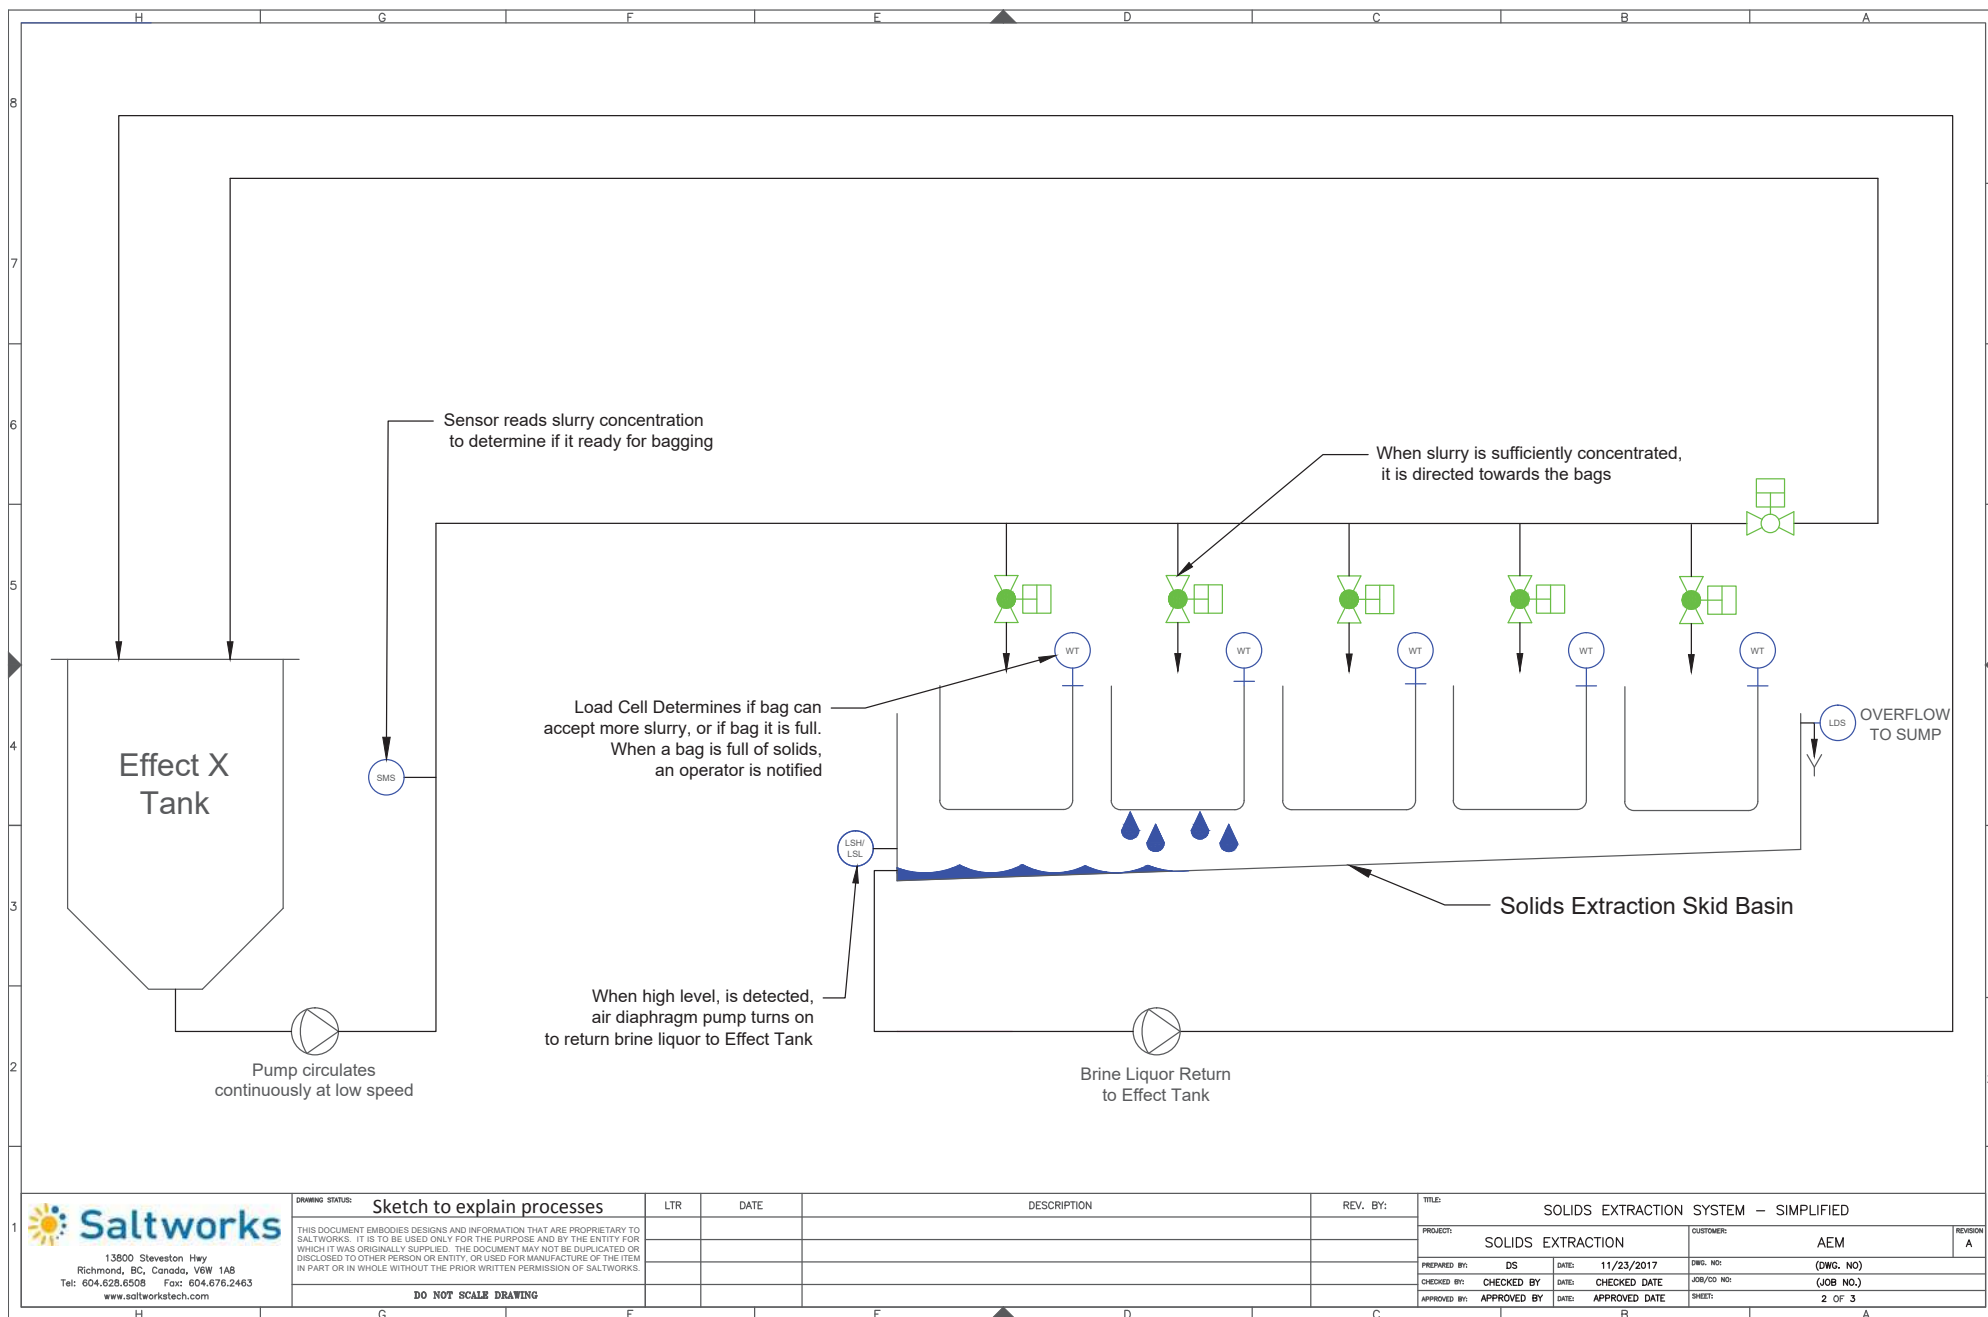 H G F E D C B A
8
7
6
5
4
3
2
1
Sensor reads slurry concentration
to determine if it ready for bagging
When slurry is sufficiently concentrated,
it is directed towards the bags
WT
WT
WT
WT
WT
Load Cell Determines if bag can
accept more slurry, or if bag it is full.
When a bag is full of solids,
an operator is notified
LDS
OVERFLOW
TO SUMP
Effect X
Tank
SMS
LSH/
LSL
Solids Extraction Skid Basin
When high level, is detected,
air diaphragm pump turns on
to return brine liquor to Effect Tank
Pump circulates
continuously at low speed
Brine Liquor Return
to Effect Tank
Saltworks
13800 Steveston Hwy
Richmond, BC, Canada, V6W 1A8
Tel: 604.628.6508 Fax: 604.676.2463
www.saltworkstech.com
DRAWING STATUS: Sketch to explain processes
THIS DOCUMENT EMBODIES DESIGNS AND INFORMATION THAT ARE PROPRIETARY TO
SALTWORKS. IT IS TO BE USED ONLY FOR THE PURPOSE AND BY THE ENTITY FOR
WHICH IT WAS ORIGINALLY SUPPLIED. THE DOCUMENT MAY NOT BE DUPLICATED OR
DISCLOSED TO OTHER PERSON OR ENTITY, OR USED FOR MANUFACTURE OF THE ITEM
IN PART OR IN WHOLE WITHOUT THE PRIOR WRITTEN PERMISSION OF SALTWORKS.
DO NOT SCALE DRAWING
LTR DATE DESCRIPTION REV. BY:
TITLE:
SOLIDS EXTRACTION SYSTEM – SIMPLIFIED
PROJECT: SOLIDS EXTRACTION
CUSTOMER: AEM
REVISION A
PREPARED BY: DS DATE: 11/23/2017 DWG. NO: (DWG. NO)
CHECKED BY: CHECKED BY DATE: CHECKED DATE JOB/CO NO: (JOB NO.)
APPROVED BY: APPROVED BY DATE: APPROVED DATE SHEET: 2 OF 3
H G F E D C B A